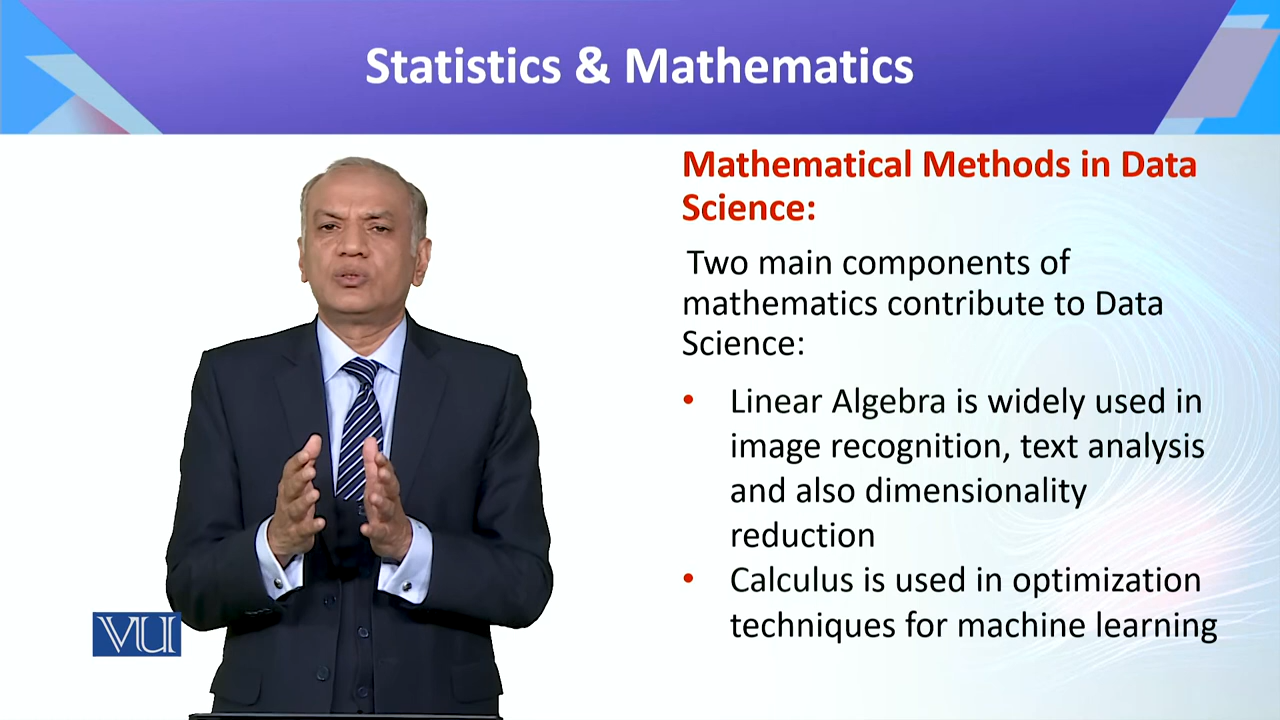 Statistics & Mathematics
Mathematical Methods in Data
Science:
Two main components of
mathematics contribute to Data
Science:
• Linear Algebra is widely used in
image recognition, text analysis
and also dimensionality
reduction
• Calculus is used in optimization
techniques for machine learning
VU